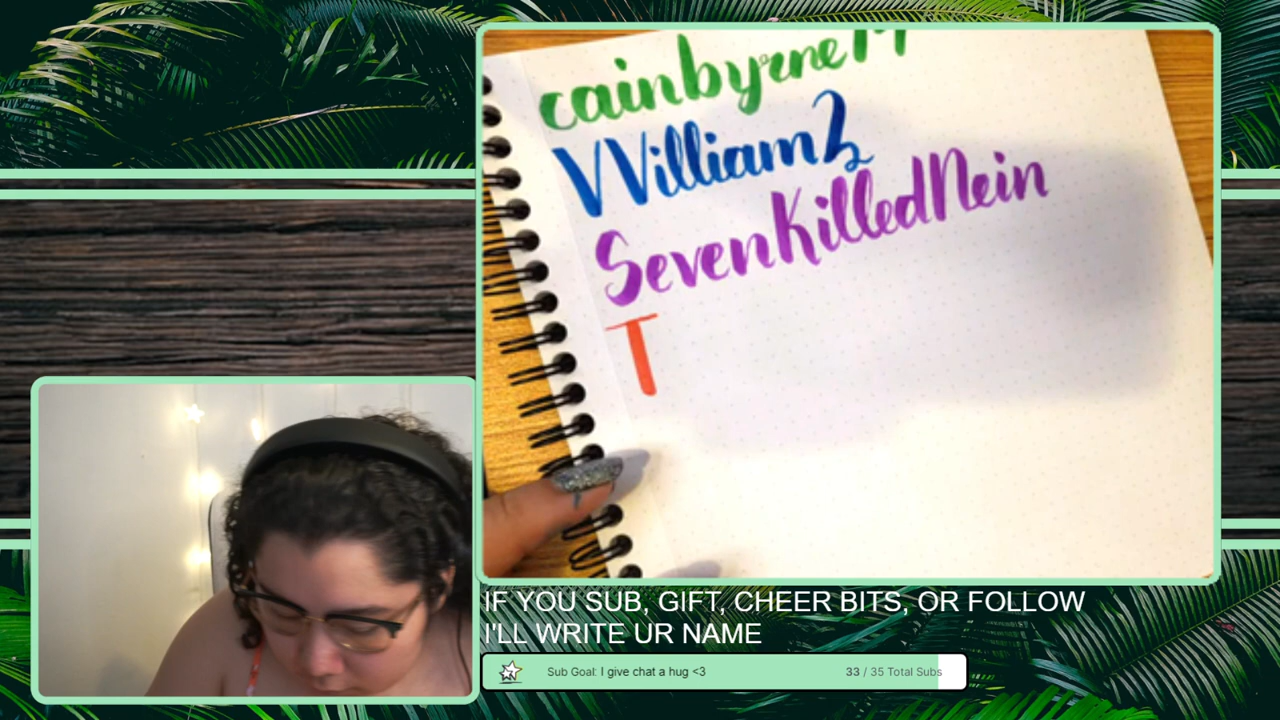 cainbyrne
VVilliamZ
SevenKilledNein
T
IF YOU SUB, GIFT, CHEER BITS, OR FOLLOW
I'LL WRITE UR NAME
Sub Goal: I give chat a hug <3 33 / 35 Total Subs